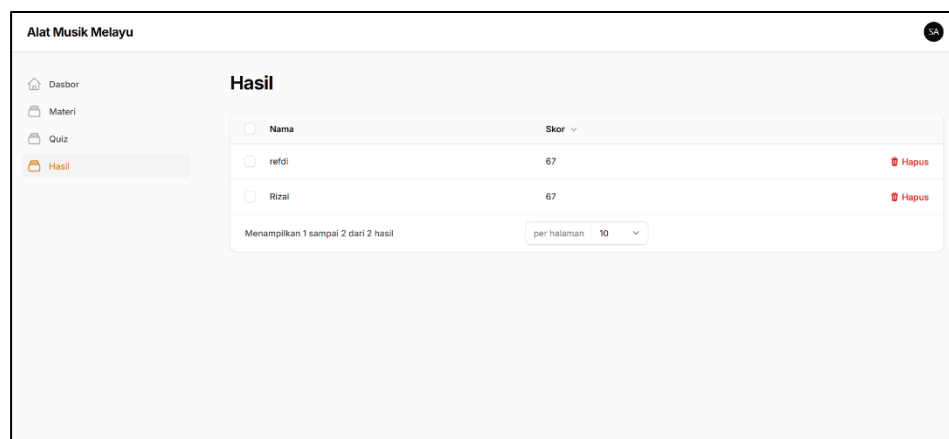 Alat Musik Melayu
SA
Dasbor
Materi
Quiz
Hasil
Hasil
Nama Skor
refdi 67 Hapus
Rizal 67 Hapus
Menampilkan 1 sampai 2 dari 2 hasil per halaman 10